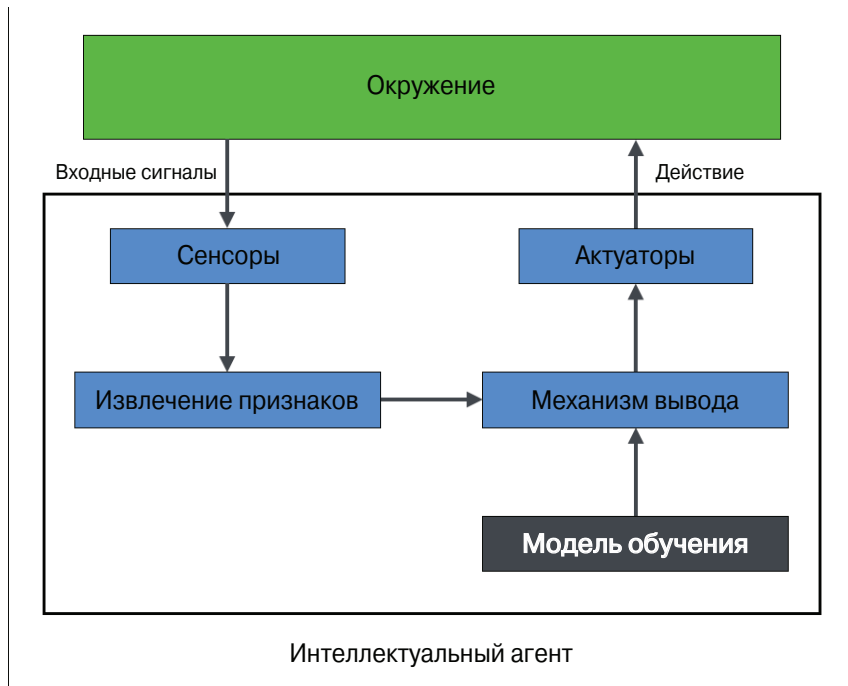 Окружение
Входные сигналы
Действие
Сенсоры
Актуаторы
Извлечение признаков
Механизм вывода
Модель обучения
Интеллектуальный агент